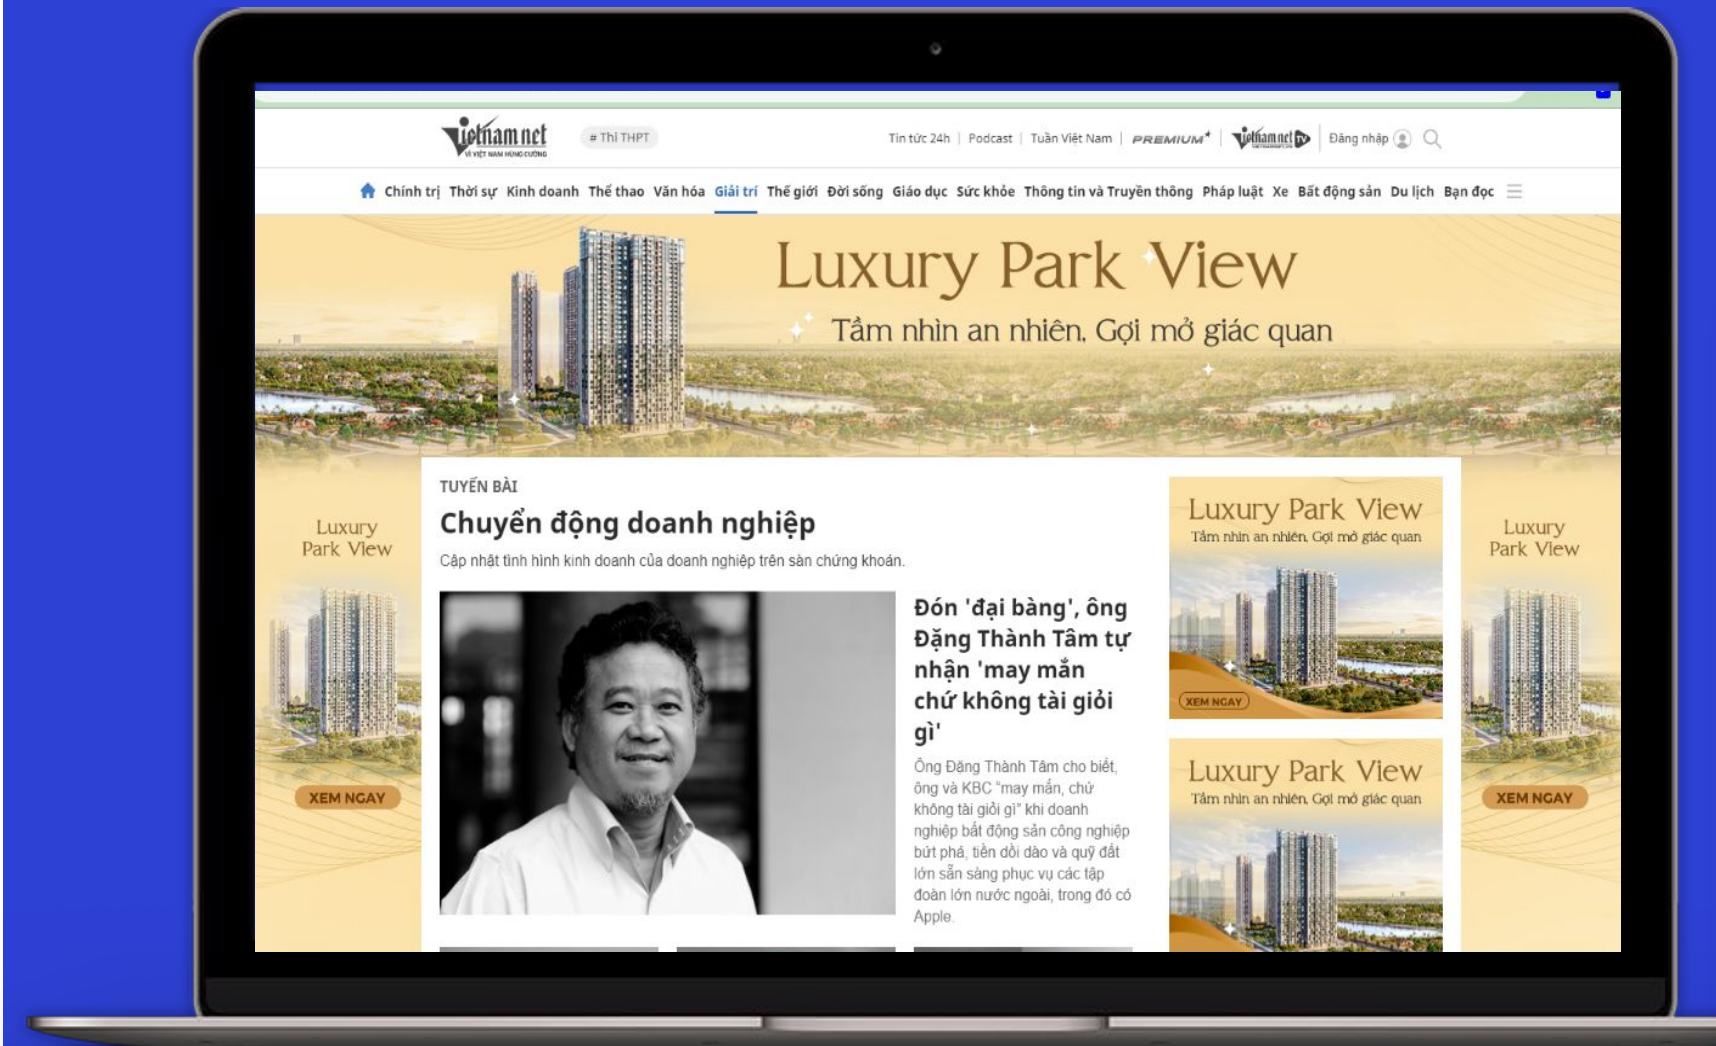 Vietnamnet
VÌ VIỆT NAM HÙNG CƯỜNG
# Thi THPT
Tin tức 24h | Podcast | Tuần Việt Nam | PREMIUM | Vietnamnet TV | Đăng nhập
Chính trị Thời sự Kinh doanh Thể thao Văn hóa Giải trí Thế giới Đời sống Giáo dục Sức khỏe Thông tin và Truyền thông Pháp luật Xe Bất động sản Du lịch Bạn đọc
Luxury Park View
Tầm nhìn an nhiên, Gợi mở giác quan
Luxury
Park View
XEM NGAY
TUYẾN BÀI
Chuyển động doanh nghiệp
Cập nhật tình hình kinh doanh của doanh nghiệp trên sàn chứng khoán.
Đón 'đại bàng', ông
Đặng Thành Tâm tự
nhận 'may mắn
chứ không tài giỏi
gì'
Ông Đặng Thành Tâm cho biết,
ông và KBC “may mắn, chứ
không tài giỏi gì” khi doanh
nghiệp bất động sản công nghiệp
bứt phá, tiền dồi dào và quỹ đất
lớn sẵn sàng phục vụ các tập
đoàn lớn nước ngoài, trong đó có
Apple.
Luxury Park View
Tầm nhìn an nhiên, Gợi mở giác quan
XEM NGAY
Luxury Park View
Tầm nhìn an nhiên, Gợi mở giác quan
Luxury
Park View
XEM NGAY